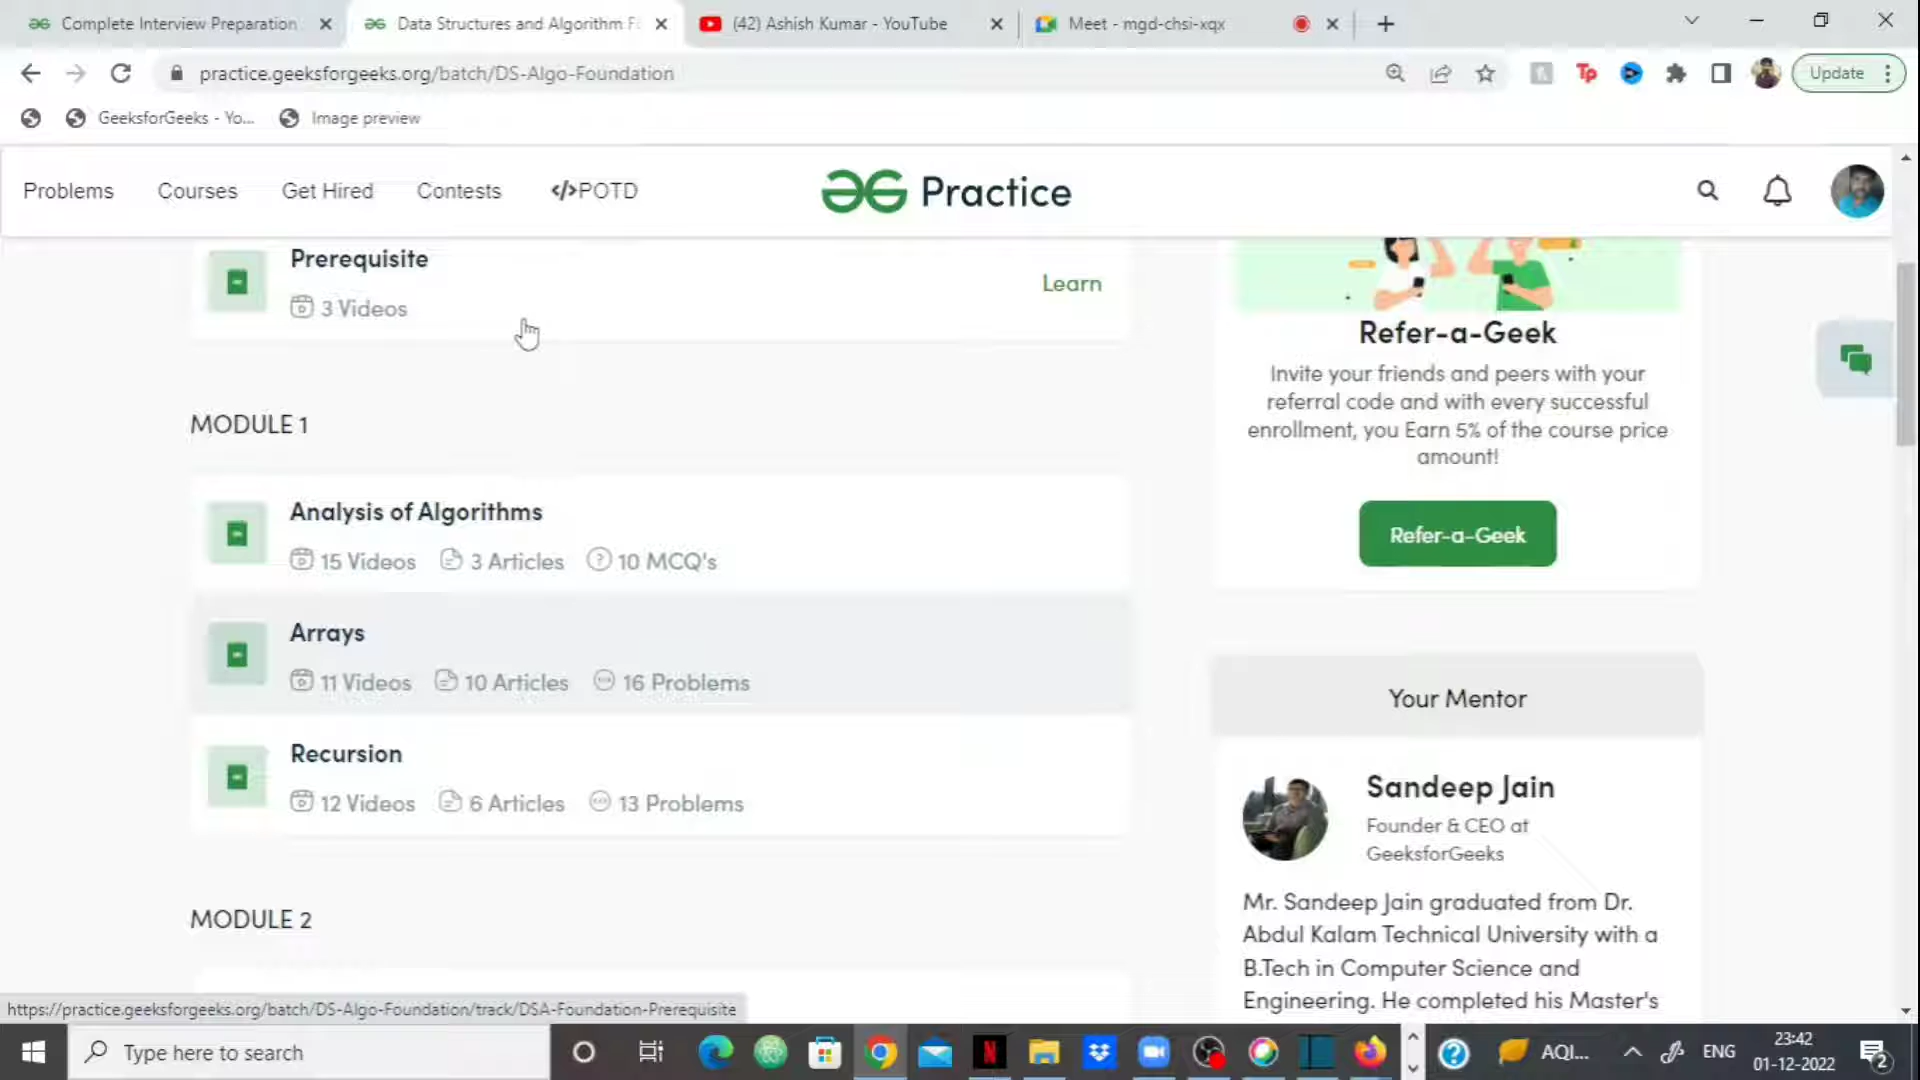 Complete Interview Preparation
Data Structures and Algorithm F
(42) Ashish Kumar - YouTube
Meet - mgd-chsi-xqx
practice.geeksforgeeks.org/batch/DS-Algo-Foundation
Tp
Update
GeeksforGeeks - Yo...
Image preview
Problems
Courses
Get Hired
Contests
</>POTD
Practice
Prerequisite
3 Videos
Learn
MODULE 1
Analysis of Algorithms
15 Videos
3 Articles
10 MCQ's
Arrays
11 Videos
10 Articles
16 Problems
Recursion
12 Videos
6 Articles
13 Problems
MODULE 2
Refer-a-Geek
Invite your friends and peers with your
referral code and with every successful
enrollment, you Earn 5% of the course price
amount!
Refer-a-Geek
Your Mentor
Sandeep Jain
Founder & CEO at
GeeksforGeeks
Mr. Sandeep Jain graduated from Dr.
Abdul Kalam Technical University with a
B.Tech in Computer Science and
Engineering. He completed his Master's
https://practice.geeksforgeeks.org/batch/DS-Algo-Foundation/track/DSA-Foundation-Prerequisite
Type here to search
AQI...
ENG
23:42
01-12-2022
2